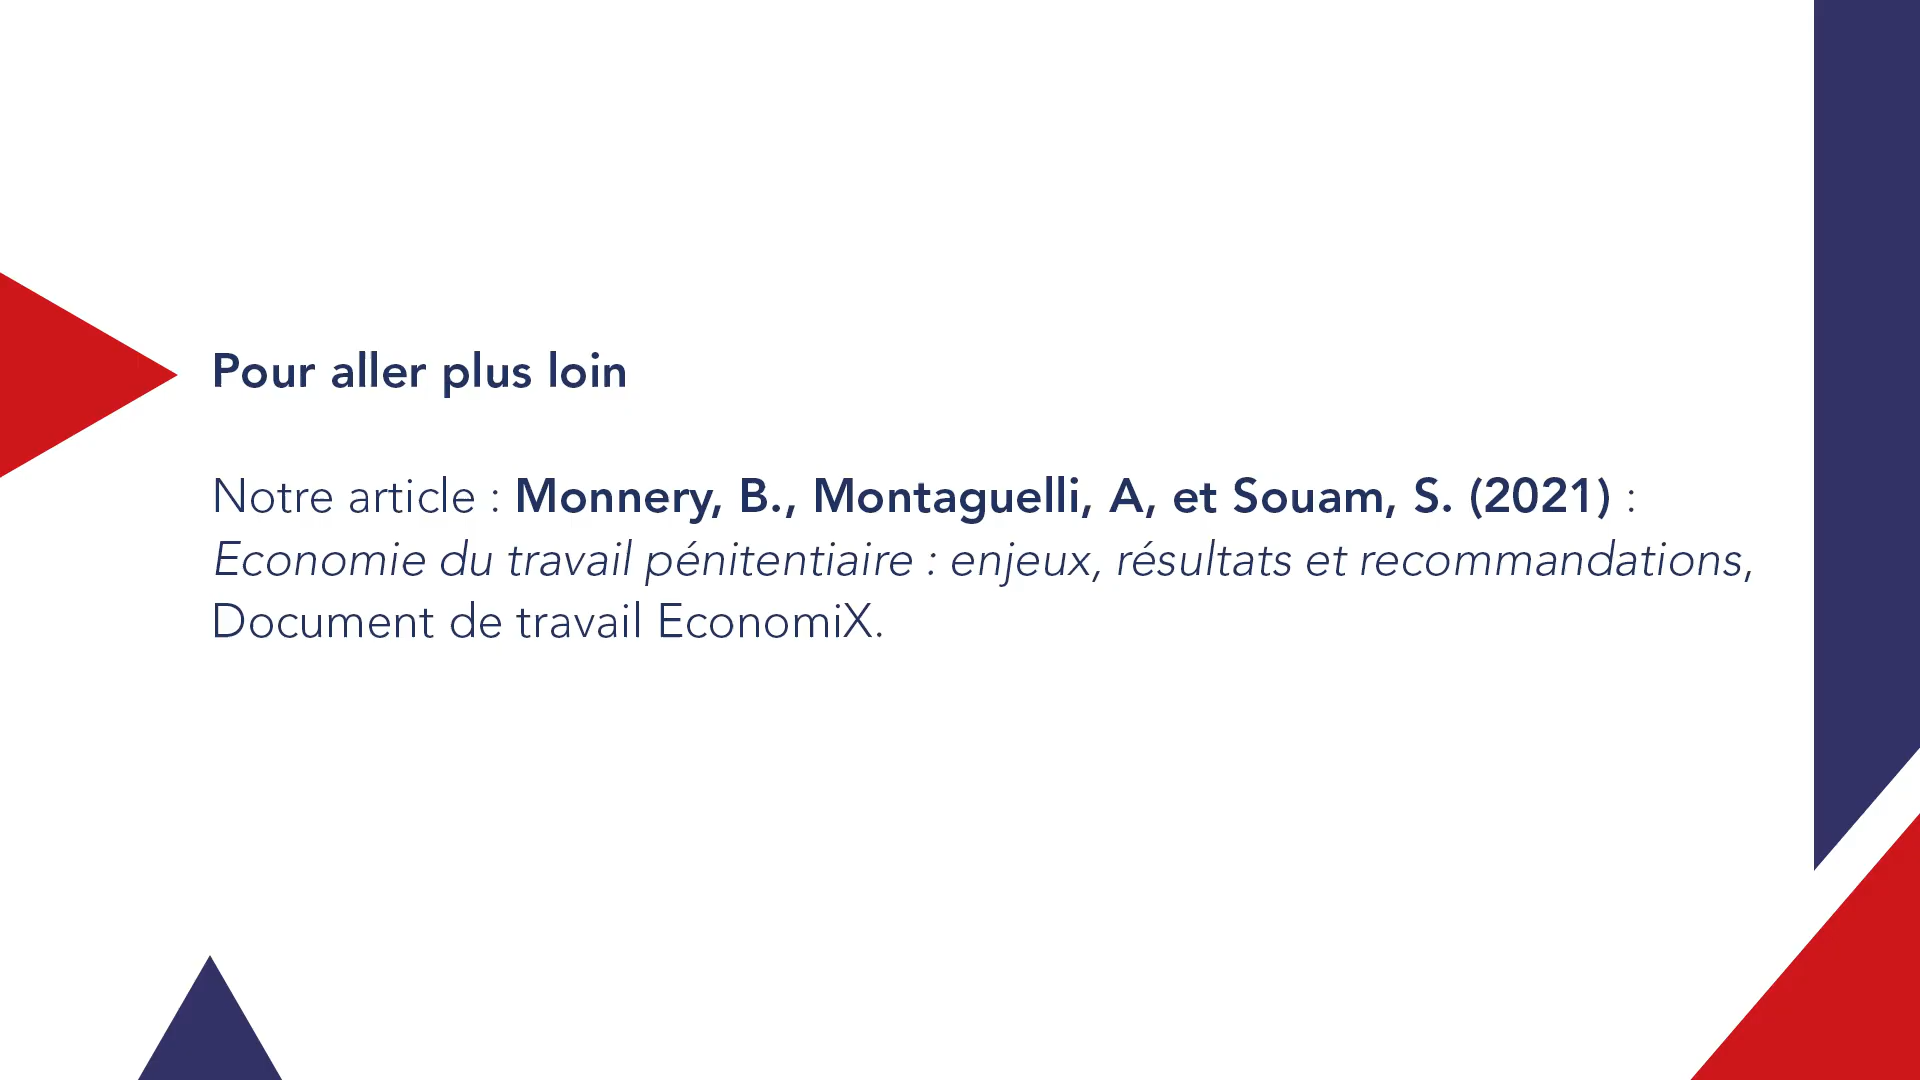 Pour aller plus loin
Notre article : Monnery, B., Montaguelli, A, et Souam, S. (2021) :
Economie du travail pénitentiaire : enjeux, résultats et recommandations,
Document de travail EconomiX.